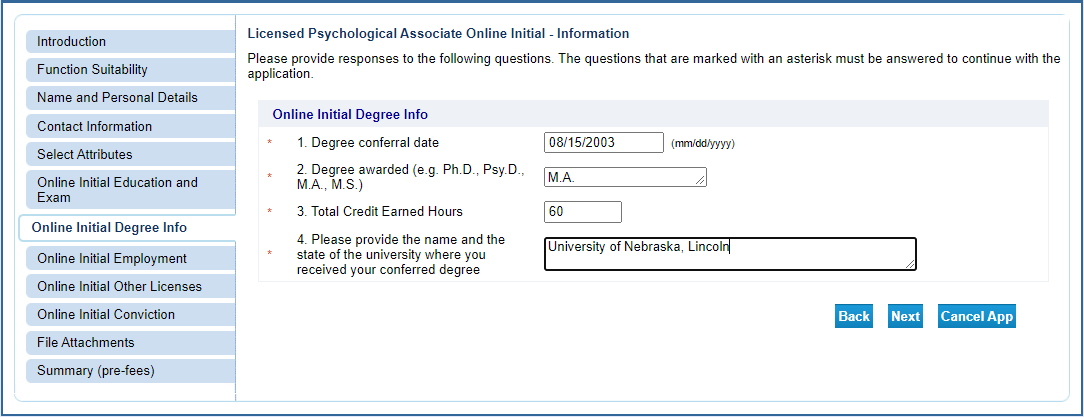 Introduction
Function Suitability
Name and Personal Details
Contact Information
Select Attributes
Online Initial Education and
Exam
Online Initial Degree Info
Online Initial Employment
Online Initial Other Licenses
Online Initial Conviction
File Attachments
Summary (pre-fees)
Licensed Psychological Associate Online Initial - Information
Please provide responses to the following questions. The questions that are marked with an asterisk must be answered to continue with the
application.
Online Initial Degree Info
* 1. Degree conferral date 08/15/2003 (mm/dd/yyyy)
* 2. Degree awarded (e.g. Ph.D., Psy.D.,
M.A., M.S.) M.A.
* 3. Total Credit Earned Hours 60
* 4. Please provide the name and the
state of the university where you
received your conferred degree
University of Nebraska, Lincoln
Back Next Cancel App